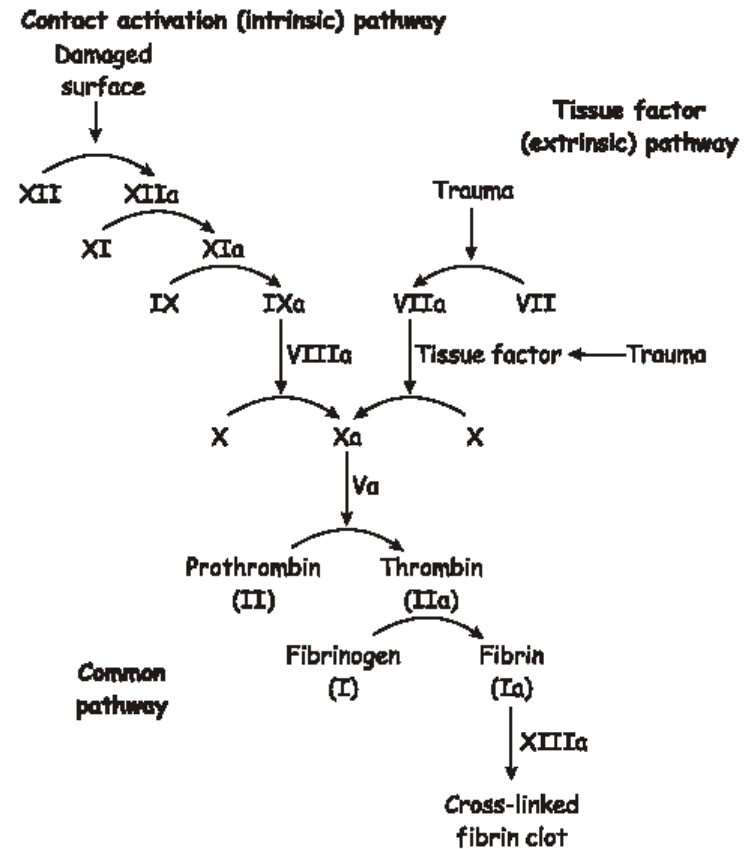 Contact activation (intrinsic) pathway
Damaged
surface
Tissue factor
(extrinsic) pathway
XII XIIa
Trauma
XI XIa
IX IXa
VIIa VII
VIIIa
Tissue factor Trauma
X Xa X
Va
Prothrombin
(II)
Thrombin
(IIa)
Fibrinogen
(I)
Fibrin
(Ia)
Common
pathway
XIIIa
Cross-linked
fibrin clot